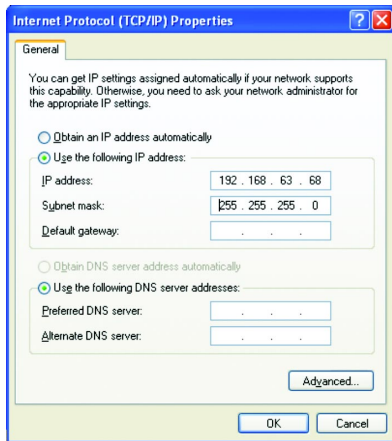 Internet Protocol (TCP/IP) Properties
General
You can get IP settings assigned automatically if your network supports
this capability. Otherwise, you need to ask your network administrator for
the appropriate IP settings.
Obtain an IP address automatically
Use the following IP address:
IP address: 192 . 168 . 63 . 68
Subnet mask: 255 . 255 . 255 . 0
Default gateway: . . .
Obtain DNS server address automatically
Use the following DNS server addresses:
Preferred DNS server: . . .
Alternate DNS server: . . .
Advanced...
OK Cancel